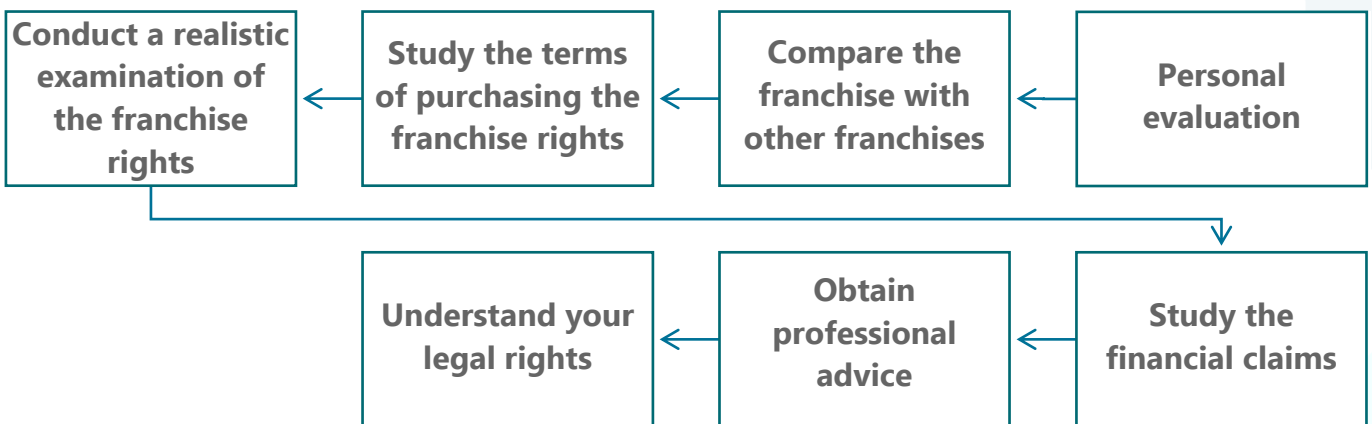 Personal
evaluation
Compare the
franchise with
other franchises
Study the terms
of purchasing the
franchise rights
Conduct a realistic
examination of
the franchise
rights
Study the
financial claims
Obtain
professional
advice
Understand your
legal rights